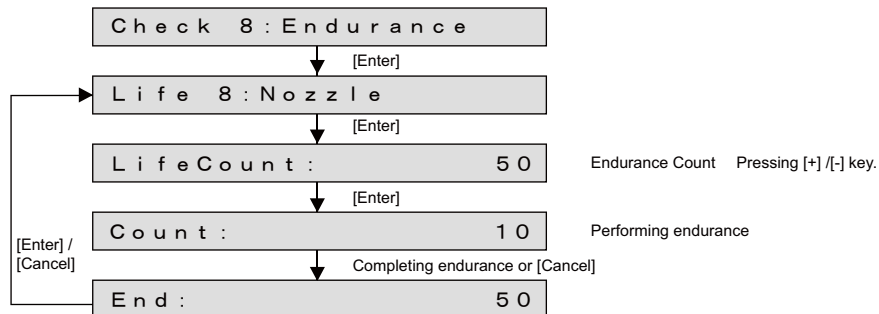 Check 8:Endurance
[Enter]
Life 8:Nozzle
[Enter]
LifeCount: 50 Endurance Count Pressing [+] /[-] key.
[Enter]
Count: 10 Performing endurance
[Enter] /
[Cancel]
Completing endurance or [Cancel]
End: 50